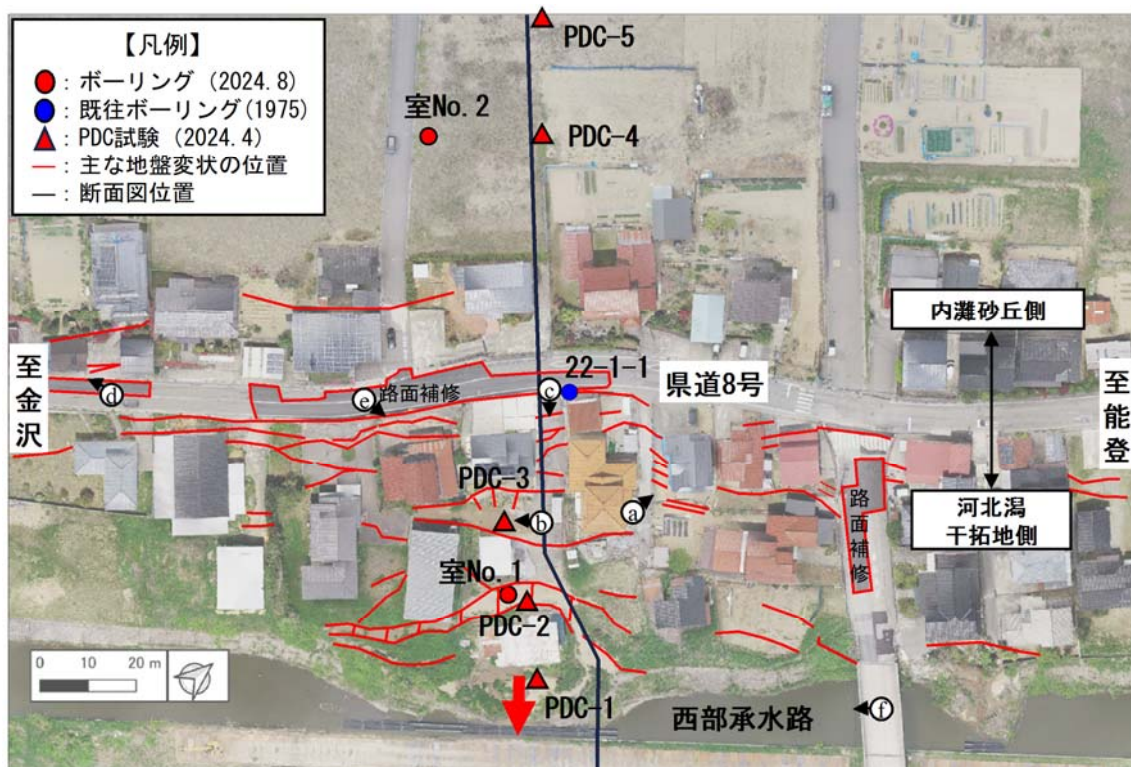 【凡例】
●：ボーリング (2024.8)
●：既往ボーリング(1975)
▲：PDC試験 (2024.4)
―：主な地盤変状の位置
―：断面図位置
PDC-5
室No.2
PDC-4
内灘砂丘側
至金沢
ⓓ
ⓔ
路面補修
ⓒ
22-1-1
県道8号
至能登
PDC-3
ⓑ
ⓐ
路面補修
河北潟
干拓地側
室No.1
PDC-2
0 10 20 m
PDC-1
西部承水路
ⓕ